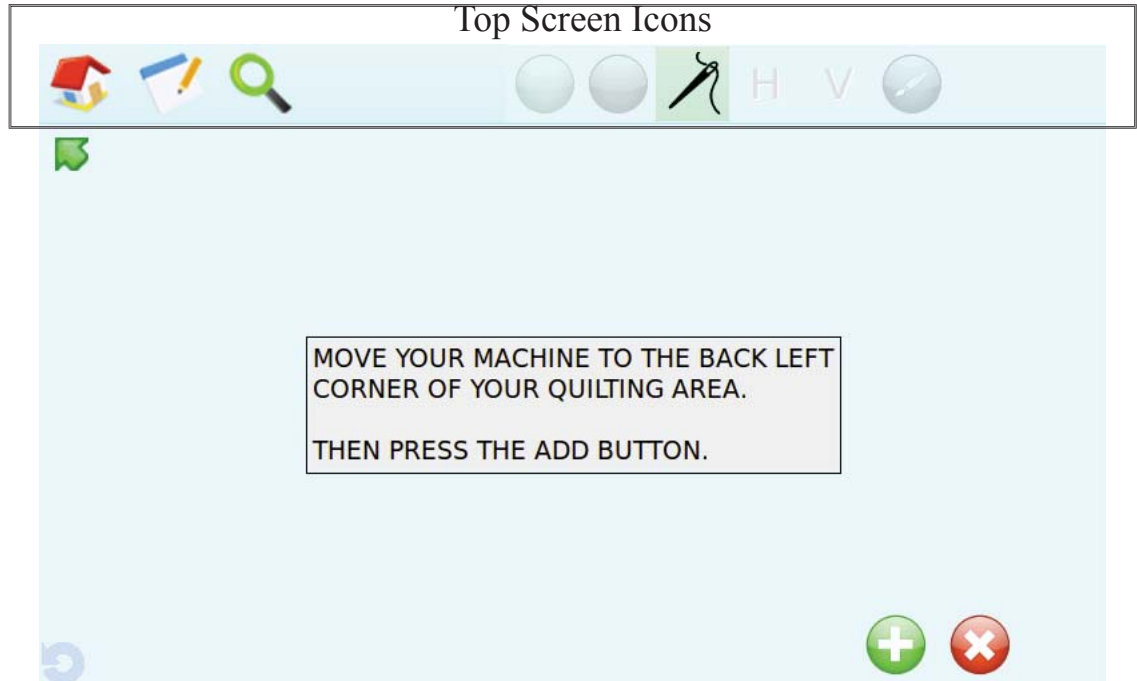 Top Screen Icons
H V
MOVE YOUR MACHINE TO THE BACK LEFT
CORNER OF YOUR QUILTING AREA.
THEN PRESS THE ADD BUTTON.